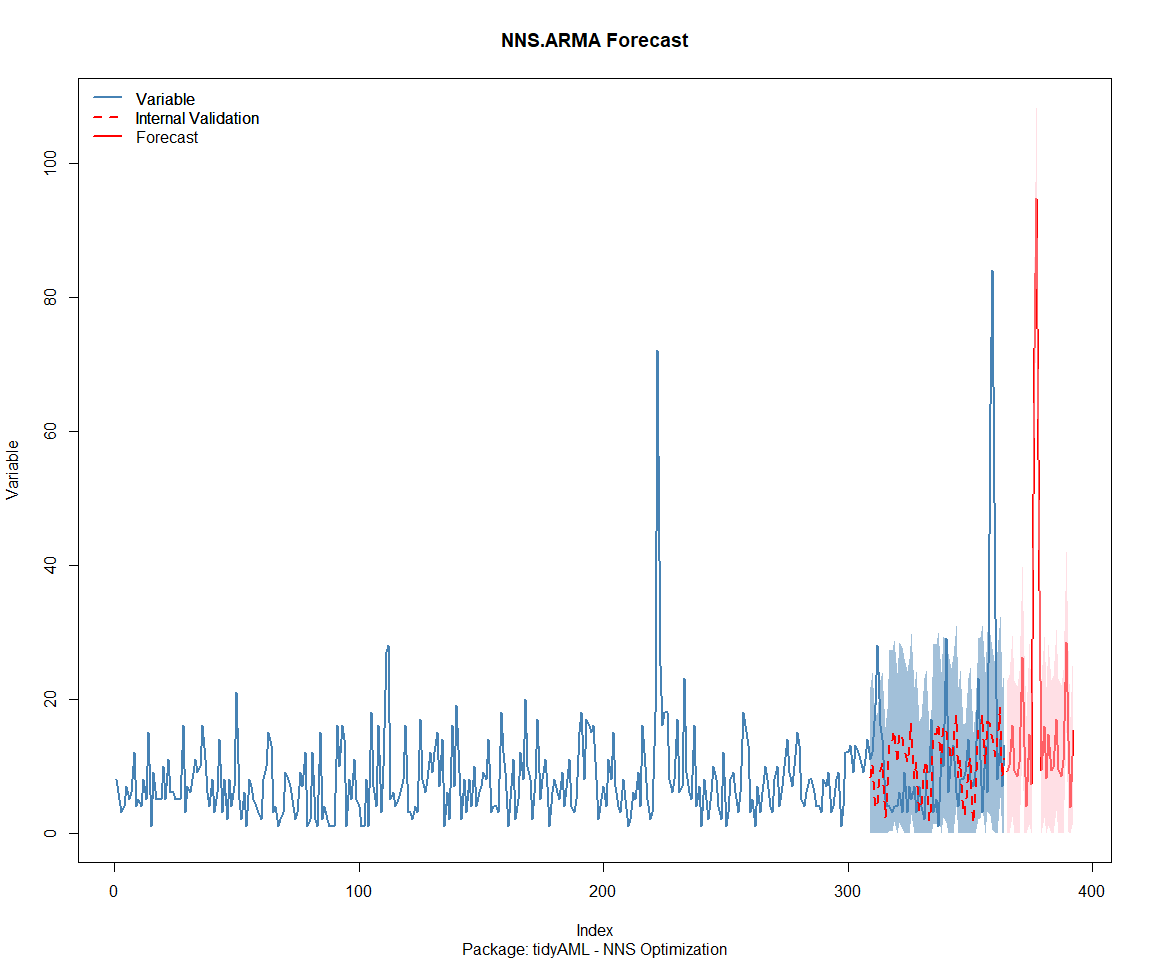 NNS.ARMA Forecast
Variable
Internal Validation
Forecast
100
80
60
40
20
0
Variable
0 100 200 300 400
Index
Package: tidyAML - NNS Optimization